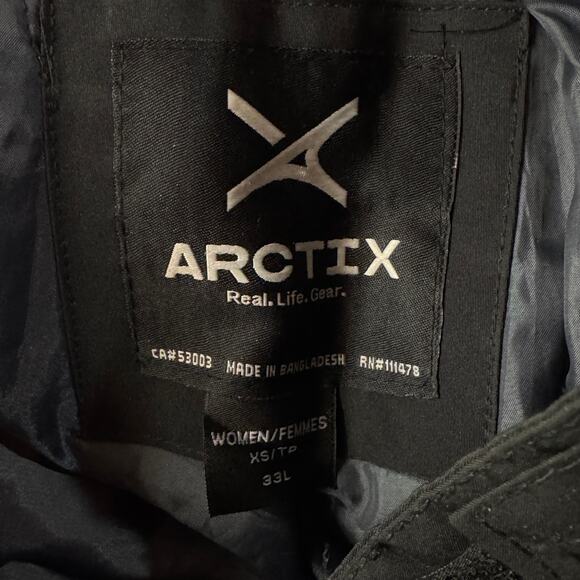 ARCTIX
Real. Life. Gear.
CA#53003 MADE IN BANGLADESH RN#111478
WOMEN/FEMMES
XS/TP
33L